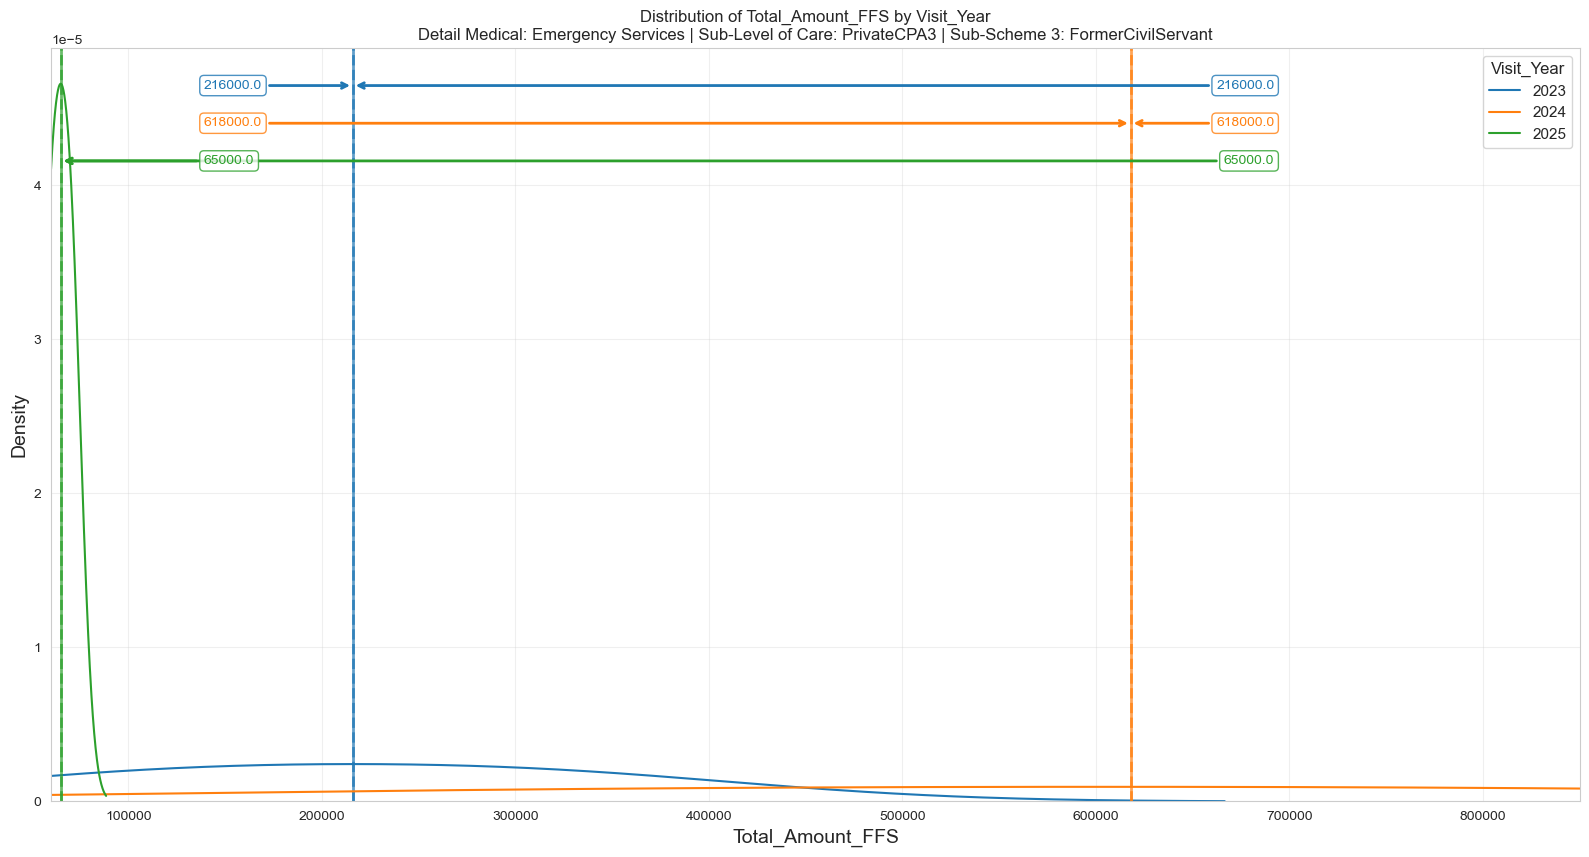 Distribution of Total_Amount_FFS by Visit_Year
Detail Medical: Emergency Services | Sub-Level of Care: PrivateCPA3 | Sub-Scheme 3: FormerCivilServant
1e−5
Visit_Year
2023
2024
2025
216000.0 216000.0
618000.0 618000.0
65000.0 65000.0
4
3
2
1
0
Density
100000 200000 300000 400000 500000 600000 700000 800000
Total_Amount_FFS